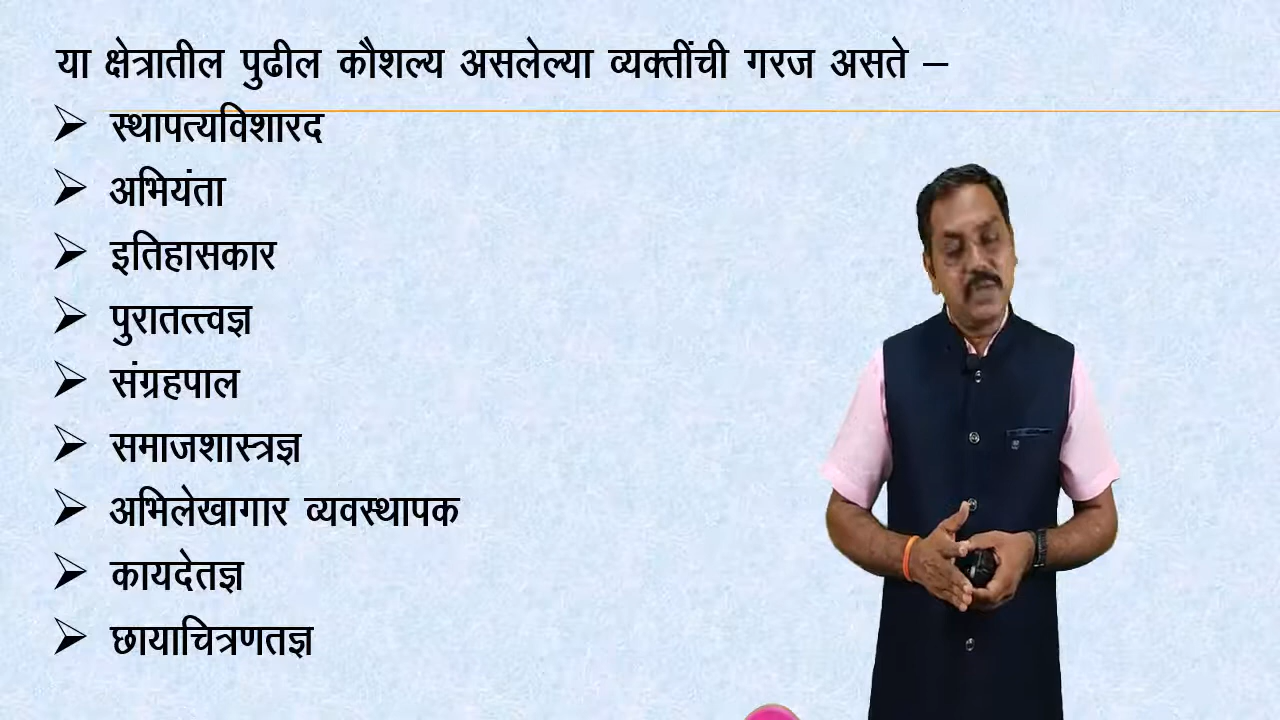 या क्षेत्रातील पुढील कौशल्य असलेल्या व्यक्तींची गरज असते –
➢ स्थापत्यविशारद
➢ अभियंता
➢ इतिहासकार
➢ पुरातत्त्वज्ञ
➢ संग्रहपाल
➢ समाजशास्त्रज्ञ
➢ अभिलेखागार व्यवस्थापक
➢ कायदेतज्ञ
➢ छायाचित्रणतज्ञ